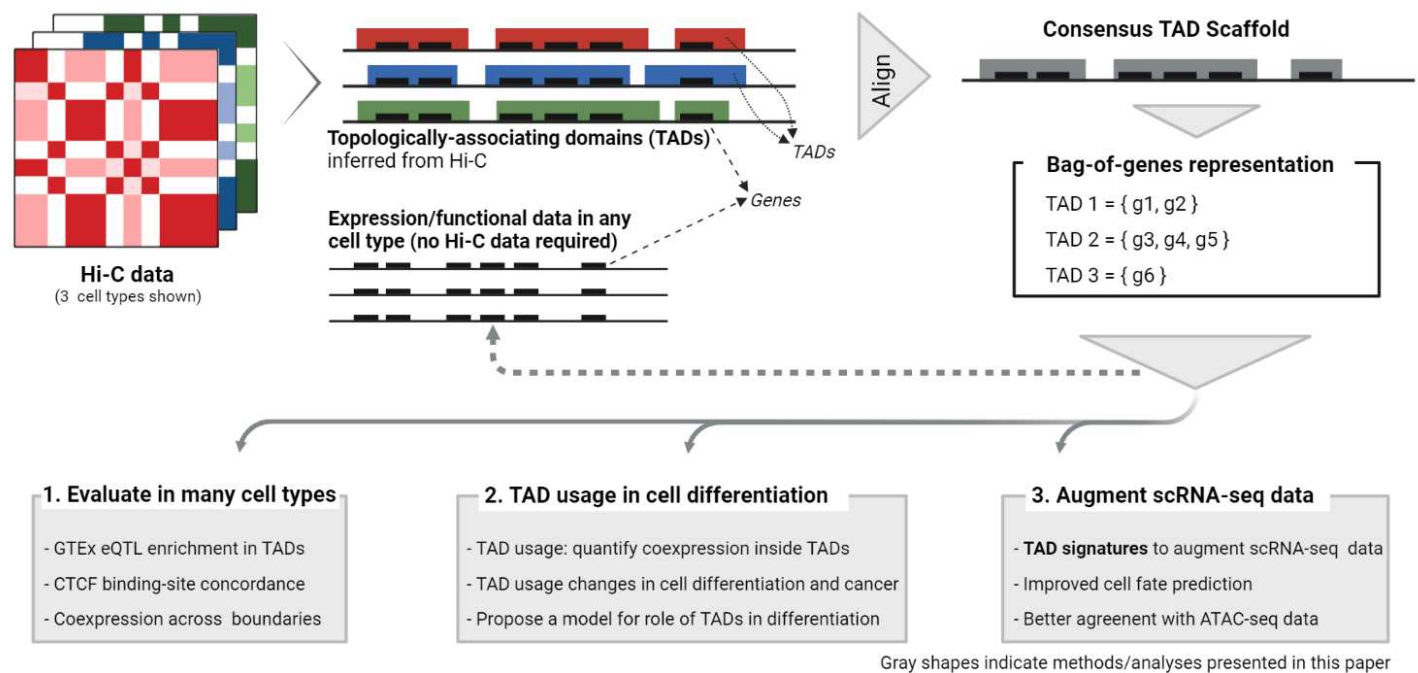 Hi-C data
(3 cell types shown)
Topologically-associating domains (TADs)
inferred from Hi-C
TADs
Genes
Expression/functional data in any
cell type (no Hi-C data required)
Align
Consensus TAD Scaffold
Bag-of-genes representation
TAD 1 = { g1, g2 }
TAD 2 = { g3, g4, g5 }
TAD 3 = { g6 }
1. Evaluate in many cell types
- GTEx eQTL enrichment in TADs
- CTCF binding-site concordance
- Coexpression across boundaries
2. TAD usage in cell differentiation
- TAD usage: quantify coexpression inside TADs
- TAD usage changes in cell differentiation and cancer
- Propose a model for role of TADs in differentiation
3. Augment scRNA-seq data
- TAD signatures to augment scRNA-seq data
- Improved cell fate prediction
- Better agreenent with ATAC-seq data
Gray shapes indicate methods/analyses presented in this paper